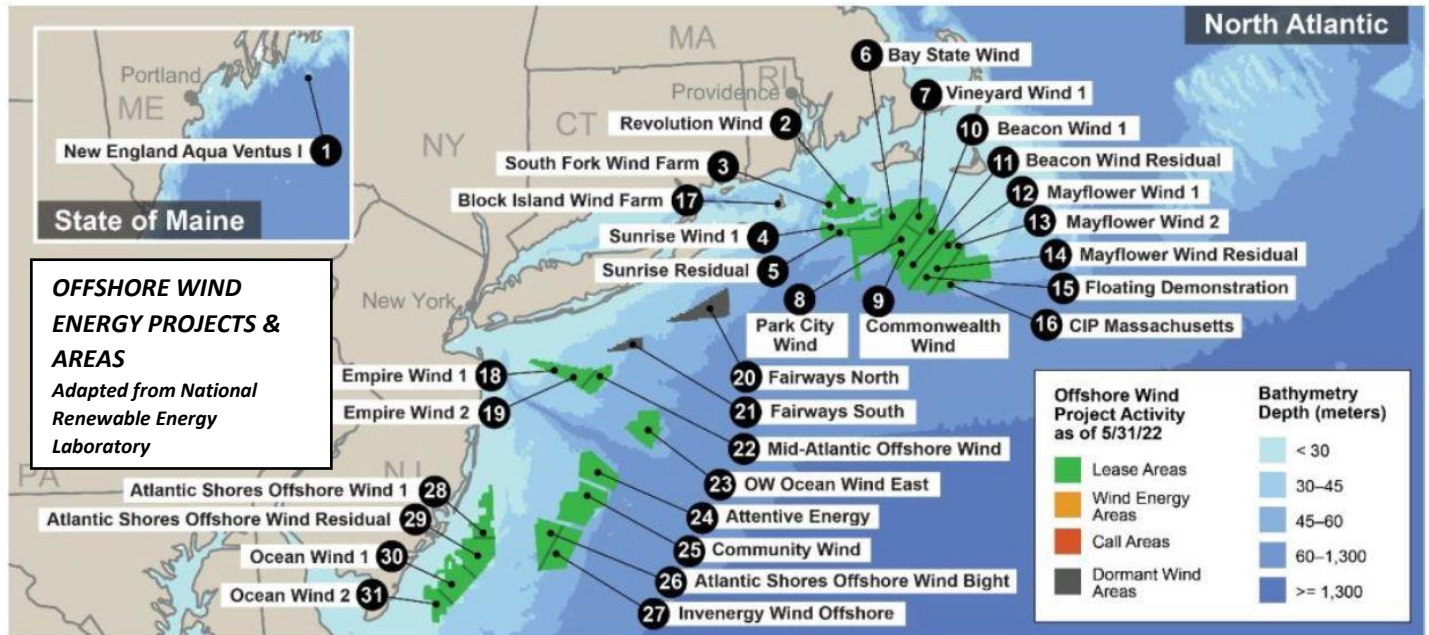 North Atlantic
Portland
ME
New England Aqua Ventus I 1
State of Maine
OFFSHORE WIND
ENERGY PROJECTS &
AREAS
Adapted from National
Renewable Energy
Laboratory
MA
RI
Providence
CT
NY
New York
PA
NJ
6 Bay State Wind
7 Vineyard Wind 1
Revolution Wind 2
10 Beacon Wind 1
South Fork Wind Farm 3
11 Beacon Wind Residual
Block Island Wind Farm 17
12 Mayflower Wind 1
13 Mayflower Wind 2
Sunrise Wind 1 4
14 Mayflower Wind Residual
Sunrise Residual 5
15 Floating Demonstration
8
Park City
Wind
9
Commonwealth
Wind
16 CIP Massachusetts
Empire Wind 1 18
20 Fairways North
Empire Wind 2 19
21 Fairways South
22 Mid-Atlantic Offshore Wind
23 OW Ocean Wind East
Atlantic Shores Offshore Wind 1 28
24 Attentive Energy
Atlantic Shores Offshore Wind Residual 29
25 Community Wind
Ocean Wind 1 30
26 Atlantic Shores Offshore Wind Bight
Ocean Wind 2 31
27 Invenergy Wind Offshore
Offshore Wind
Project Activity
as of 5/31/22
Lease Areas
Wind Energy
Areas
Call Areas
Dormant Wind
Areas
Bathymetry
Depth (meters)
< 30
30–45
45–60
60–1,300
>= 1,300